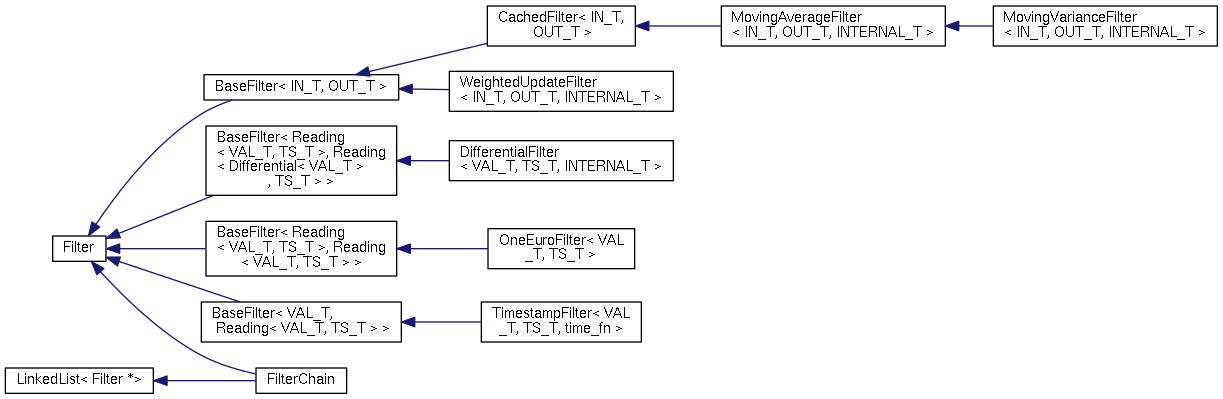 CachedFilter< IN_T,
OUT_T >
MovingAverageFilter
< IN_T, OUT_T, INTERNAL_T >
MovingVarianceFilter
< IN_T, OUT_T, INTERNAL_T >
BaseFilter< IN_T, OUT_T >
WeightedUpdateFilter
< IN_T, OUT_T, INTERNAL_T >
BaseFilter< Reading
< VAL_T, TS_T >, Reading
< Differential< VAL_T >
, TS_T > >
DifferentialFilter
< VAL_T, TS_T, INTERNAL_T >
Filter
BaseFilter< Reading
< VAL_T, TS_T >, Reading
< VAL_T, TS_T > >
OneEuroFilter< VAL
_T, TS_T >
BaseFilter< VAL_T,
Reading< VAL_T, TS_T > >
TimestampFilter< VAL
_T, TS_T, time_fn >
LinkedList< Filter *>
FilterChain